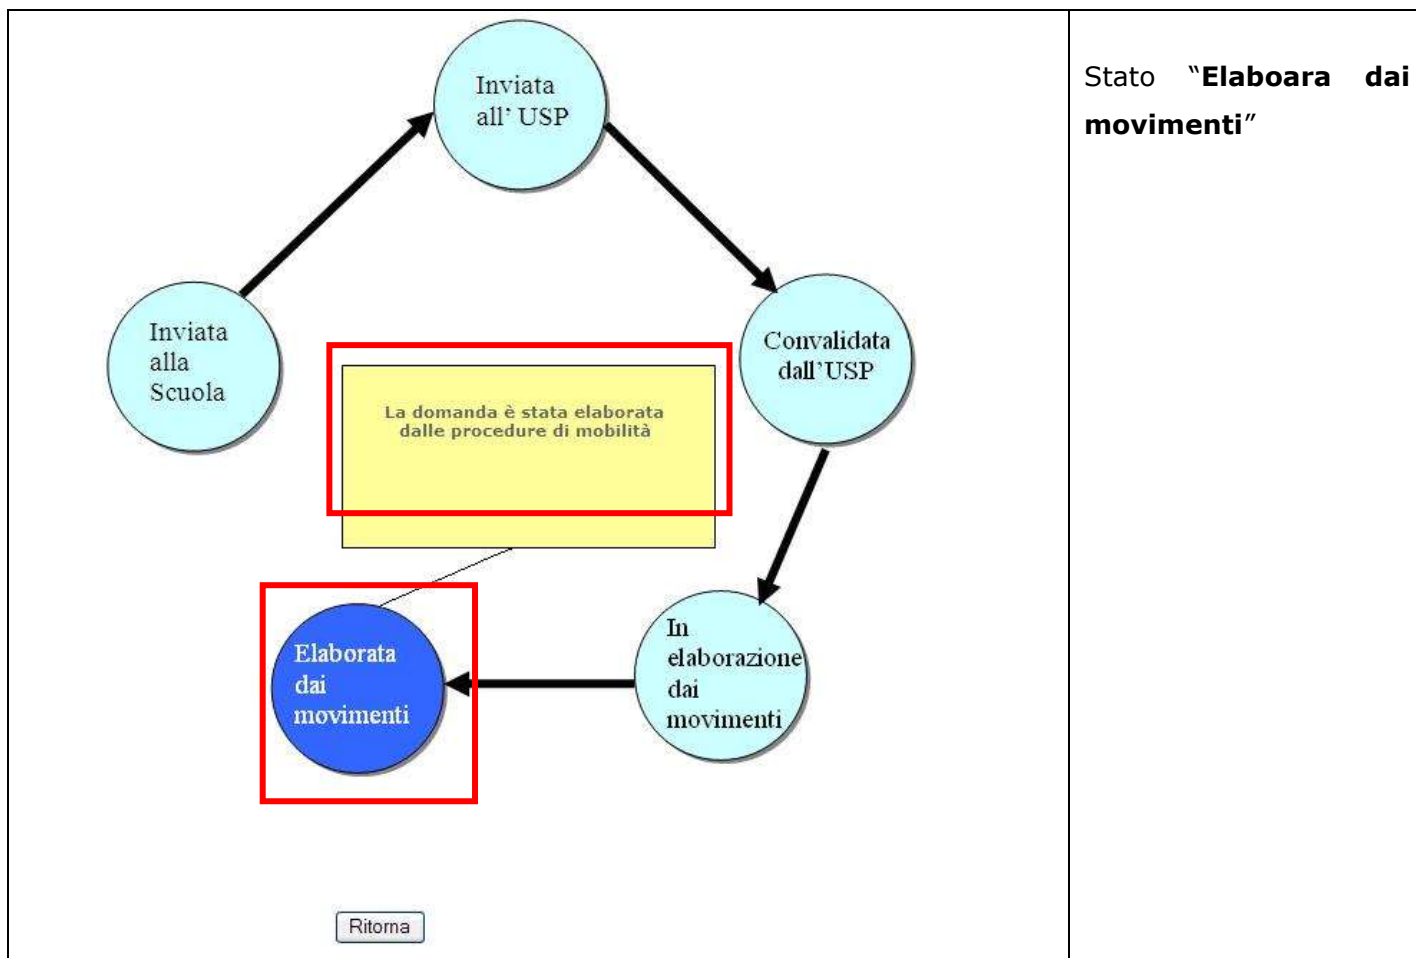 Inviata
all' USP
Stato “Elaboara dai
movimenti”
Inviata
alla
Scuola
Convalidata
dall’USP
La domanda è stata elaborata
dalle procedure di mobilità
Elaborata
dai
movimenti
In
elaborazione
dai
movimenti
Ritorna